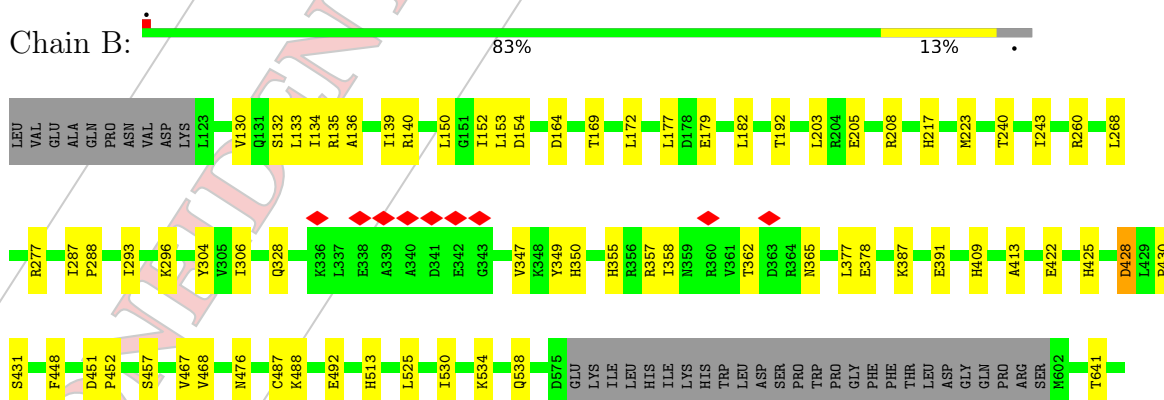 Chain B:
83% 13%
LEU VAL GLU ALA GLN PRO ASN VAL ASP LYS L123 V130 Q131 S132 L133 I134 R135 A136 I139 R140 L150 G151 I152 L153 D154 D164 T169 L172 L177 D178 E179 L182 T192 L203 R204 E205 R208 H217 M223 T240 I243 R260 L268
R277 I287 P288 I293 K296 Y304 V305 I306 Q328 K336 L337 E338 A339 A340 D341 E342 G343 V347 K348 Y349 H350 H355 R356 R357 I358 N359 R360 V361 T362 D363 R364 N365 L377 E378 K387 E391 H409 A413 E422 H425 D428 L429 P430
S431 F448 D451 P452 S457 V467 V468 N476 C487 K488 E492 H513 L525 I530 K534 Q538 D575 GLU LYS ILE LEU HIS ILE LYS HIS TRP LEU ASP SER PRO TRP PRO GLY PHE PHE THR LEU ASP GLY GLN PRO ARG SER M602 T641